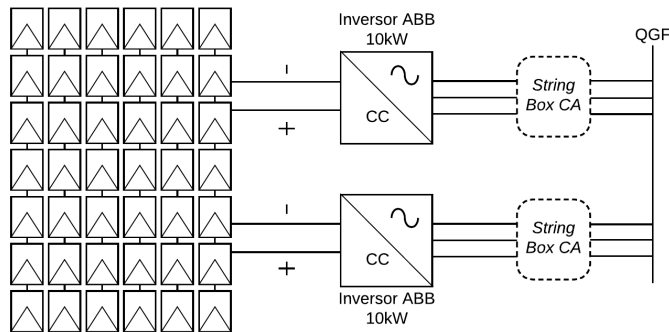 Inversor ABB
10kW
QGF
CC
String
Box CA
String
Box CA
CC
Inversor ABB
10kW